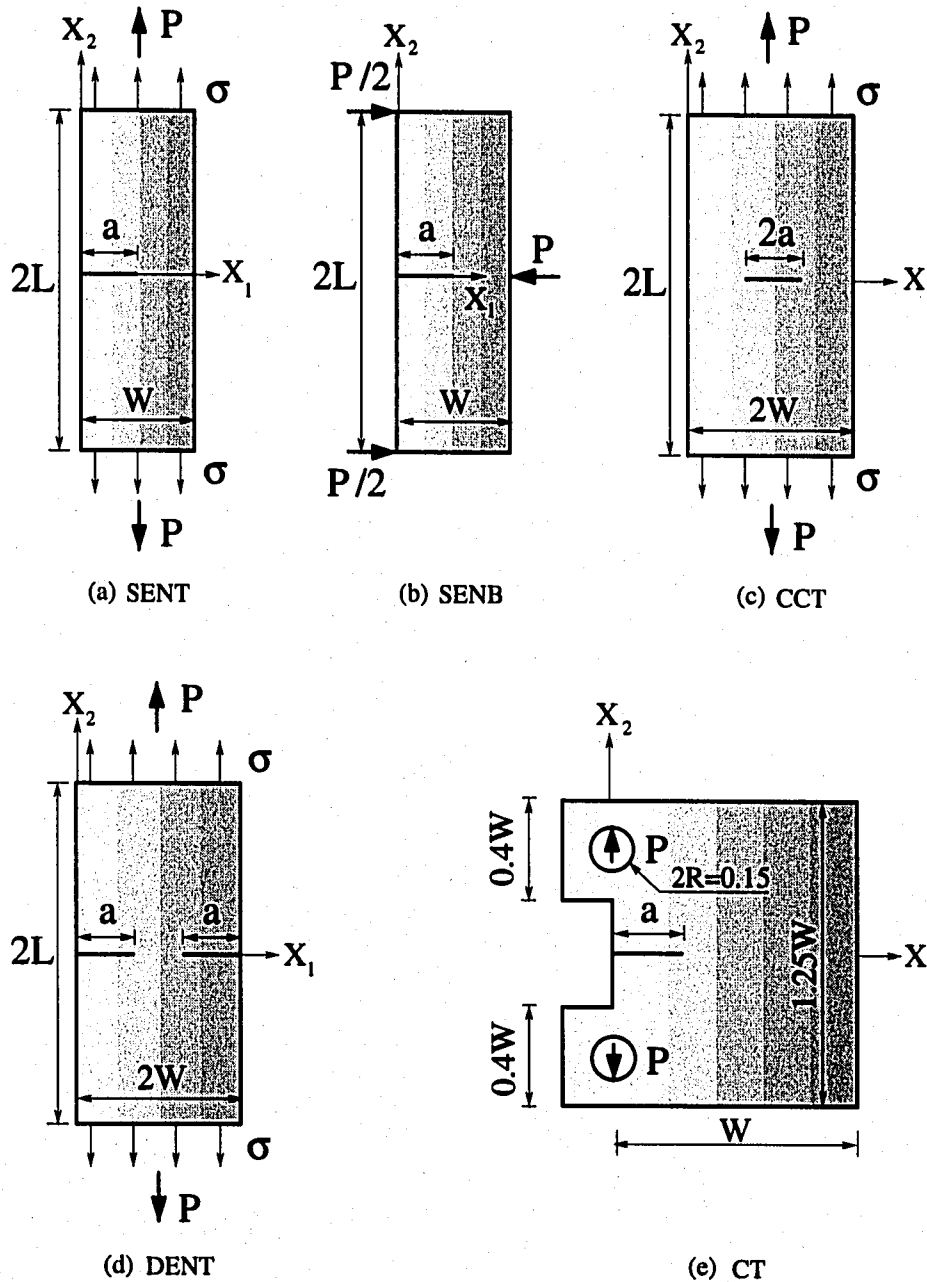 X₂ P
σ
a
2L X₁
W
σ
P
(a) SENT
X₂
P/2
a
2L P
X₁
W
P/2
(b) SENB
X₂ P
σ
2a
2L X
2W
σ
P
(c) CCT
X₂ P
σ
a a
2L X₁
2W
σ
P
(d) DENT
X₂
0.4W P
2R=0.15
a
1.25W X
0.4W P
W
(e) CT